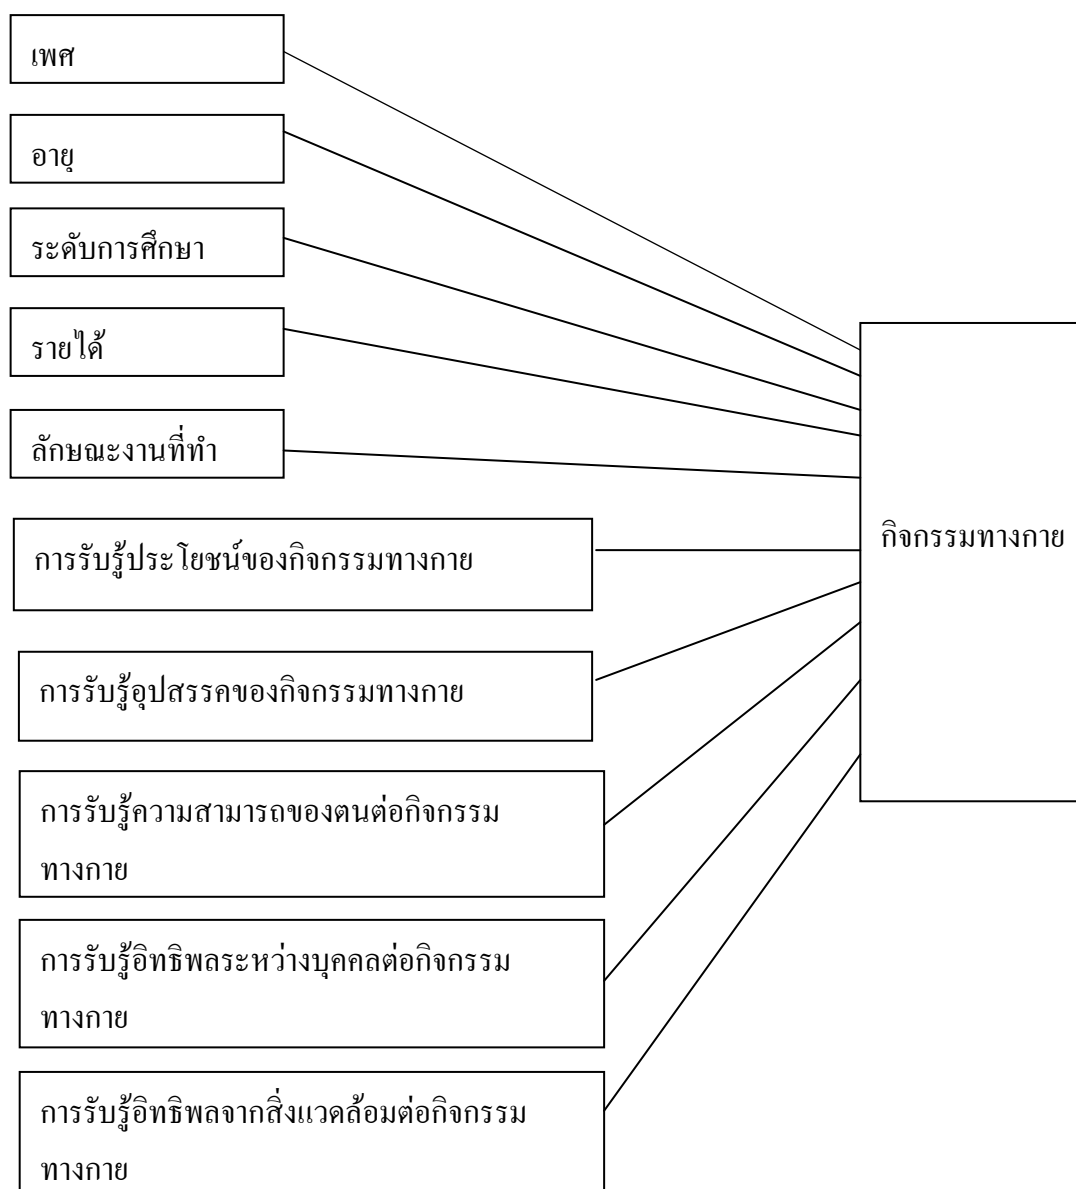 เพศ
อายุ
ระดับการศึกษา
รายได้
ลักษณะงานที่ทำ
การรับรู้ประโยชน์ของกิจกรรมทางกาย
การรับรู้อุปสรรคของกิจกรรมทางกาย
การรับรู้ความสามารถของตนต่อกิจกรรม
ทางกาย
การรับรู้อิทธิพลระหว่างบุคคลต่อกิจกรรม
ทางกาย
การรับรู้อิทธิพลจากสิ่งแวดล้อมต่อกิจกรรม
ทางกาย
กิจกรรมทางกาย